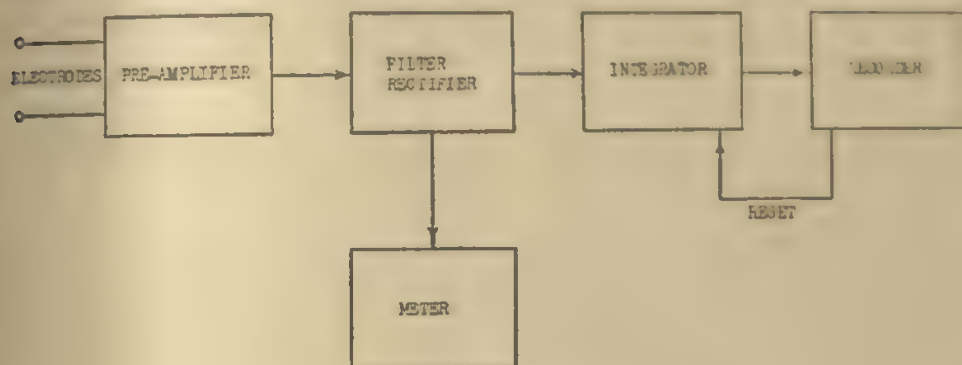 ELECTRODES
PRE-AMPLIFIER
FILTER
RECTIFIER
INTEGRATOR
RESET
METER